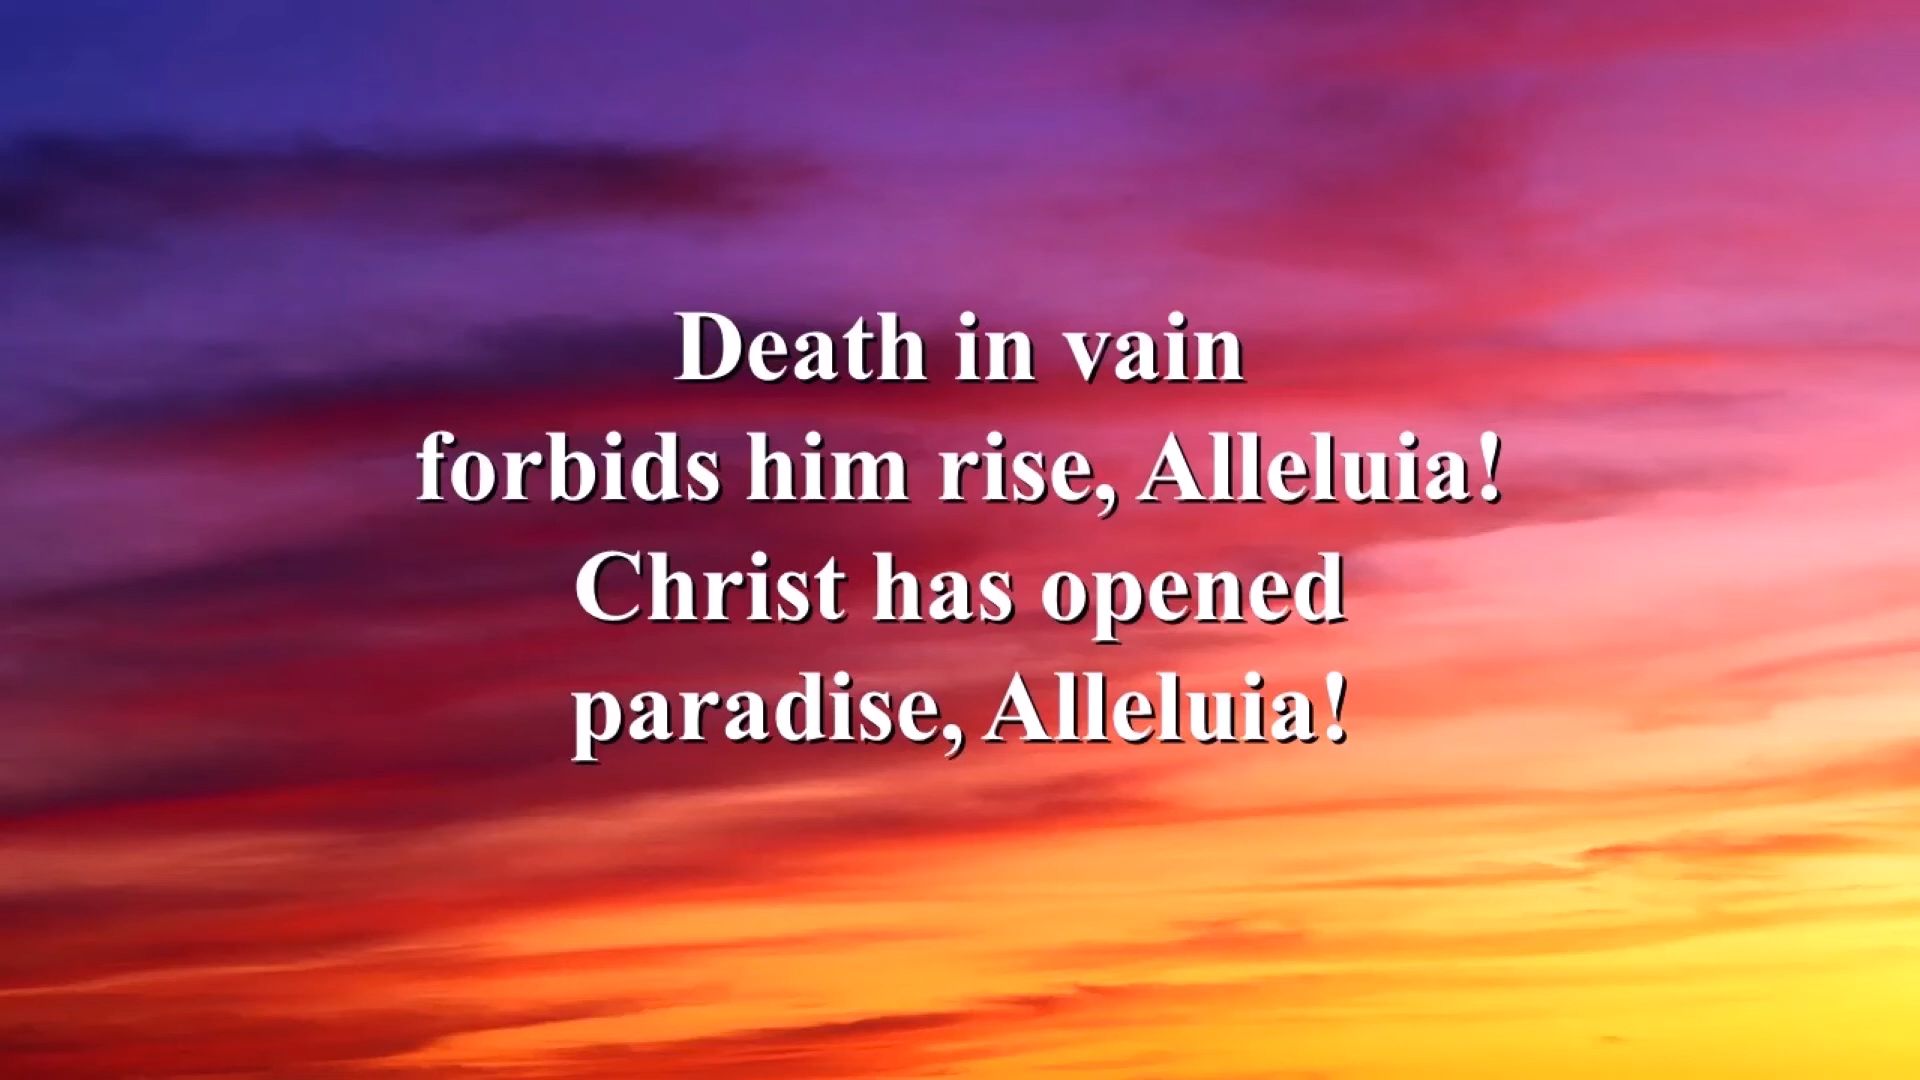 Death in vain
forbids him rise, Alleluia!
Christ has opened
paradise, Alleluia!